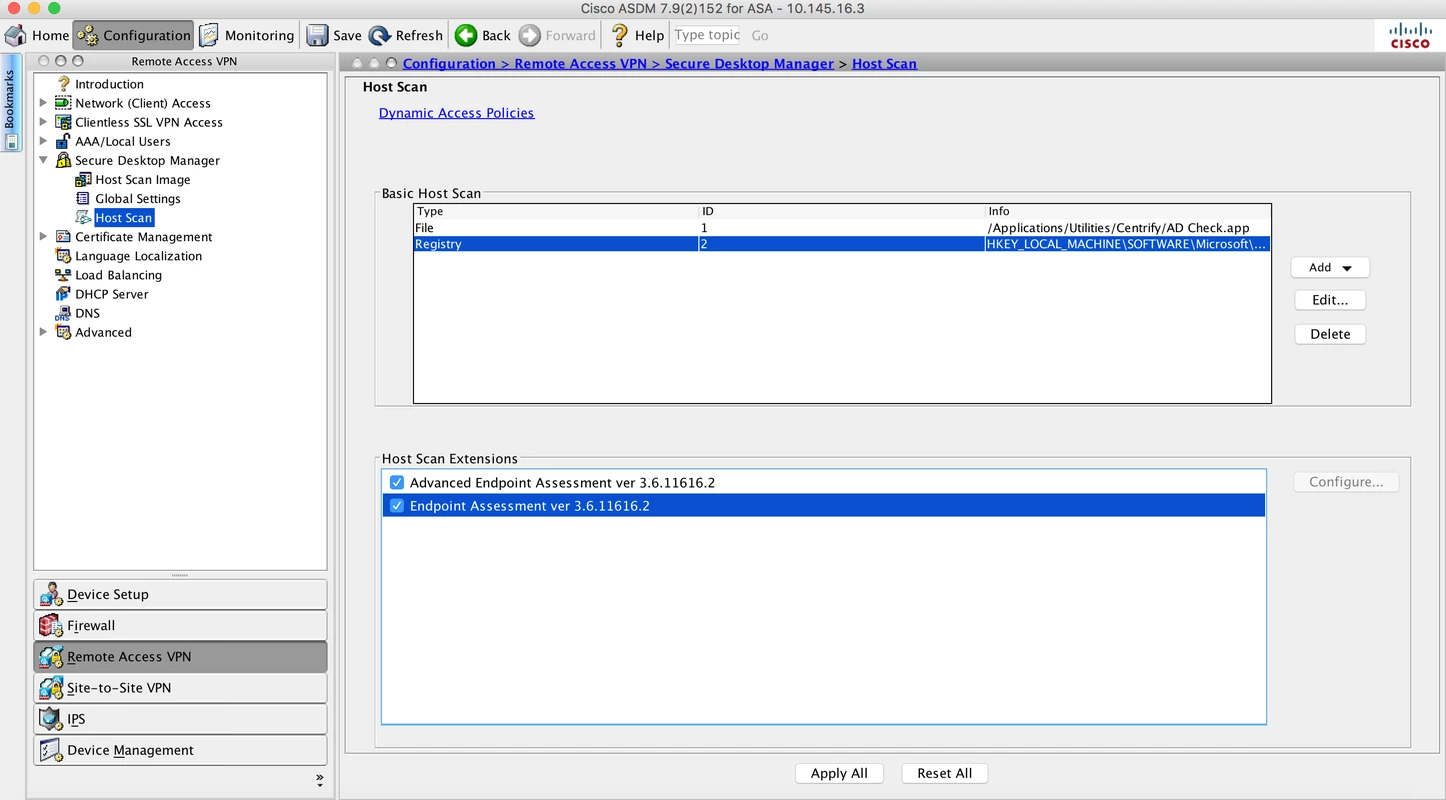 Cisco ASDM 7.9(2)152 for ASA - 10.145.16.3
Home Configuration Monitoring Save Refresh Back Forward Help Type topic Go
CISCO
Bookmarks
Remote Access VPN
Introduction
Network (Client) Access
Clientless SSL VPN Access
AAA/Local Users
Secure Desktop Manager
Host Scan Image
Global Settings
Host Scan
Certificate Management
Language Localization
Load Balancing
DHCP Server
DNS
Advanced
Device Setup
Firewall
Remote Access VPN
Site-to-Site VPN
IPS
Device Management
Configuration > Remote Access VPN > Secure Desktop Manager > Host Scan
Host Scan
Dynamic Access Policies
Basic Host Scan
Type ID Info
File 1 /Applications/Utilities/Centrify/AD Check.app
Registry 2 HKEY_LOCAL_MACHINE\SOFTWARE\Microsoft\...
Add
Edit...
Delete
Host Scan Extensions
Advanced Endpoint Assessment ver 3.6.11616.2
Endpoint Assessment ver 3.6.11616.2
Configure...
Apply All Reset All